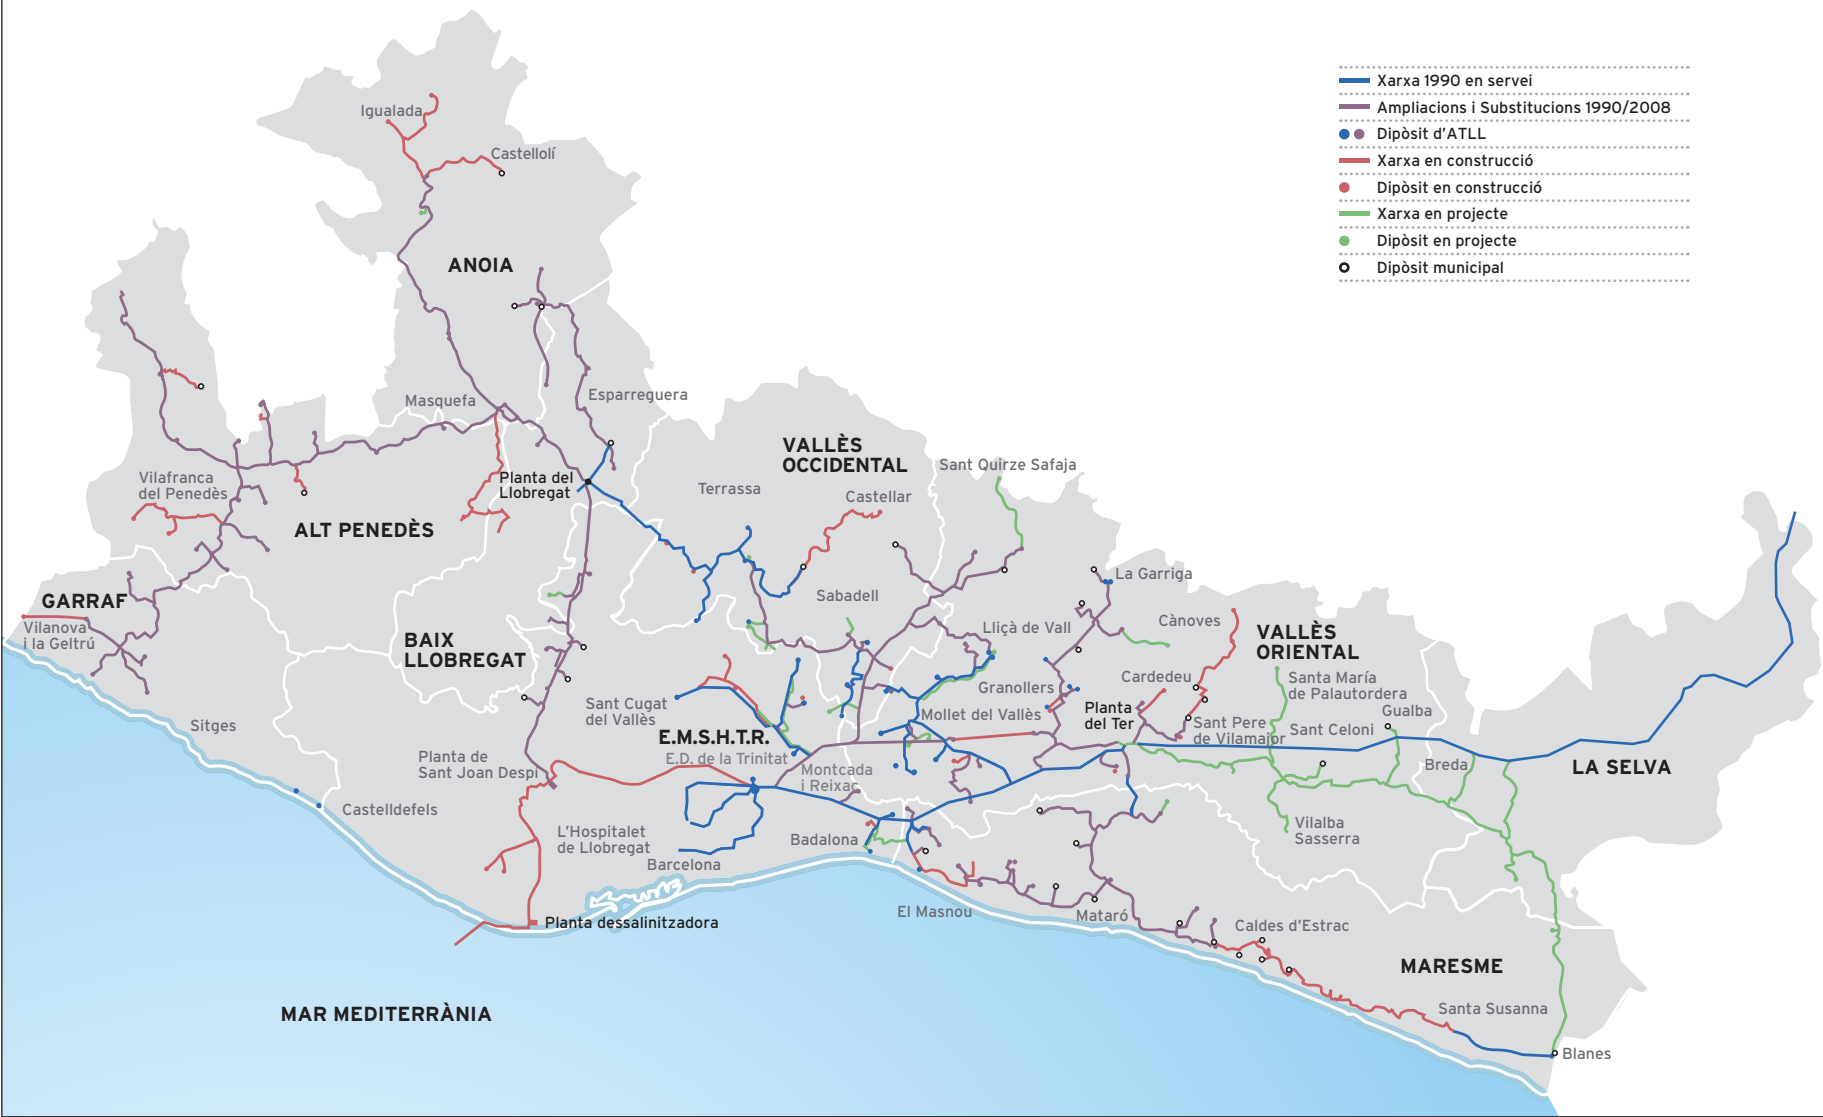 Xarxa 1990 en servei
Ampliacions i Substitucions 1990/2008
Dipòsit d'ATLL
Xarxa en construcció
Dipòsit en construcció
Xarxa en projecte
Dipòsit en projecte
Dipòsit municipal
Igualada
Castellolí
ANOIA
Masquefa
Esparreguera
VALLÈS
OCCIDENTAL
Sant Quirze Safaja
Vilafranca
del Penedès
Planta del
Llobregat
Terrassa
Castellar
ALT PENEDÈS
La Garriga
GARRAF
Vilanova
i la Geltrú
Sabadell
BAIX
LLOBREGAT
Lliçà de Vall
Cànoves
VALLÈS
ORIENTAL
Cardedeu
Santa María
de Palautordera
Granollers
Sant Cugat
del Vallès
Mollet del Vallès
Planta
del Ter
Gualba
Sitges
Sant Pere
de Vilamajor
Sant Celoni
E.M.S.H.T.R.
E.D. de la Trinitat
Planta de
Sant Joan Despi
Montcada
i Reixac
Breda
LA SELVA
Castelldefels
L'Hospitalet
de Llobregat
Badalona
Vilalba
Sasserra
Barcelona
El Masnou
Mataró
Planta dessalinitzadora
Caldes d'Estrac
MARESME
MAR MEDITERRÀNIA
Santa Susanna
Blanes